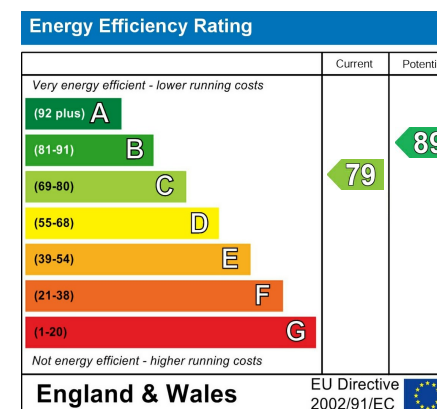 Energy Efficiency Rating
Current Potenti
Very energy efficient - lower running costs
(92 plus) A
(81-91) B
89
(69-80) C
79
(55-68) D
(39-54) E
(21-38) F
(1-20) G
Not energy efficient - higher running costs
England & Wales
EU Directive
2002/91/EC